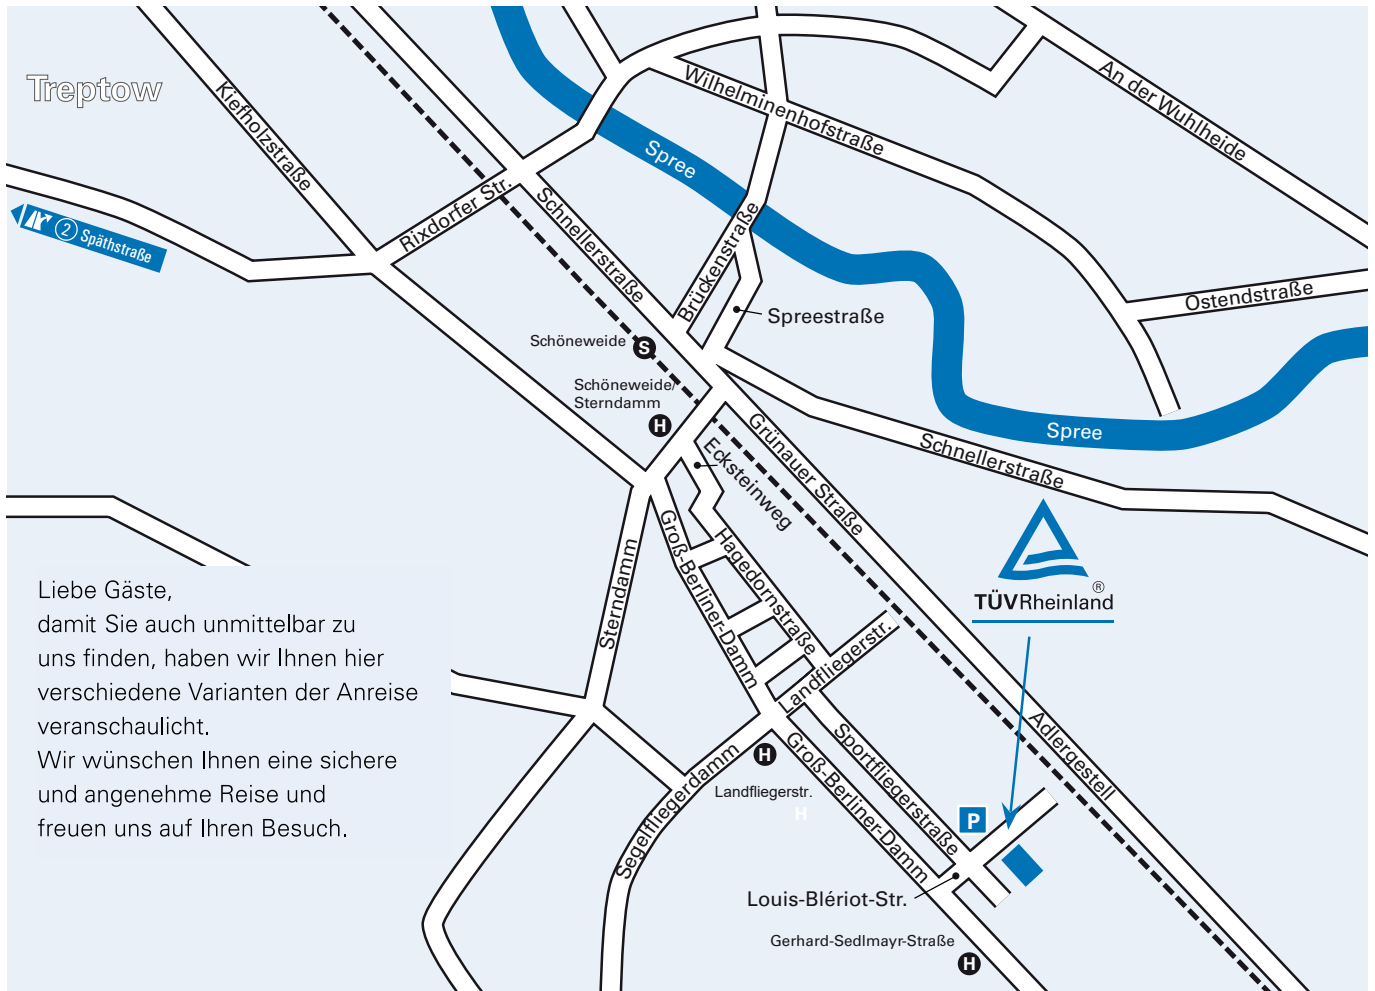 Treptow
Kiefholzstraße
Wilhelminenhofstraße
An der Wuhlheide
Spree
Rixdorfer Str.
Schnellerstraße
Brückenstraße
2 Späthstraße
Ostendstraße
Spreestraße
Schöneweide S
Schöneweide/
Sterndamm
H
Ecksteinweg
Grünauer Straße
Spree
Schnellerstraße
Groß-Berliner-Damm
Hagedornstraße
Sterndamm
Landfliegerstr.
TÜVRheinland
®
Liebe Gäste,
damit Sie auch unmittelbar zu
uns finden, haben wir Ihnen hier
verschiedene Varianten der Anreise
veranschaulicht.
Wir wünschen Ihnen eine sichere
und angenehme Reise und
freuen uns auf Ihren Besuch.
Adlergestell
Segelfliegerdamm
H
Landfliegerstr.
H
Groß-Berliner-Damm
Sportfliegerstraße
P
Louis-Blériot-Str.
Gerhard-Sedlmayr-Straße
H